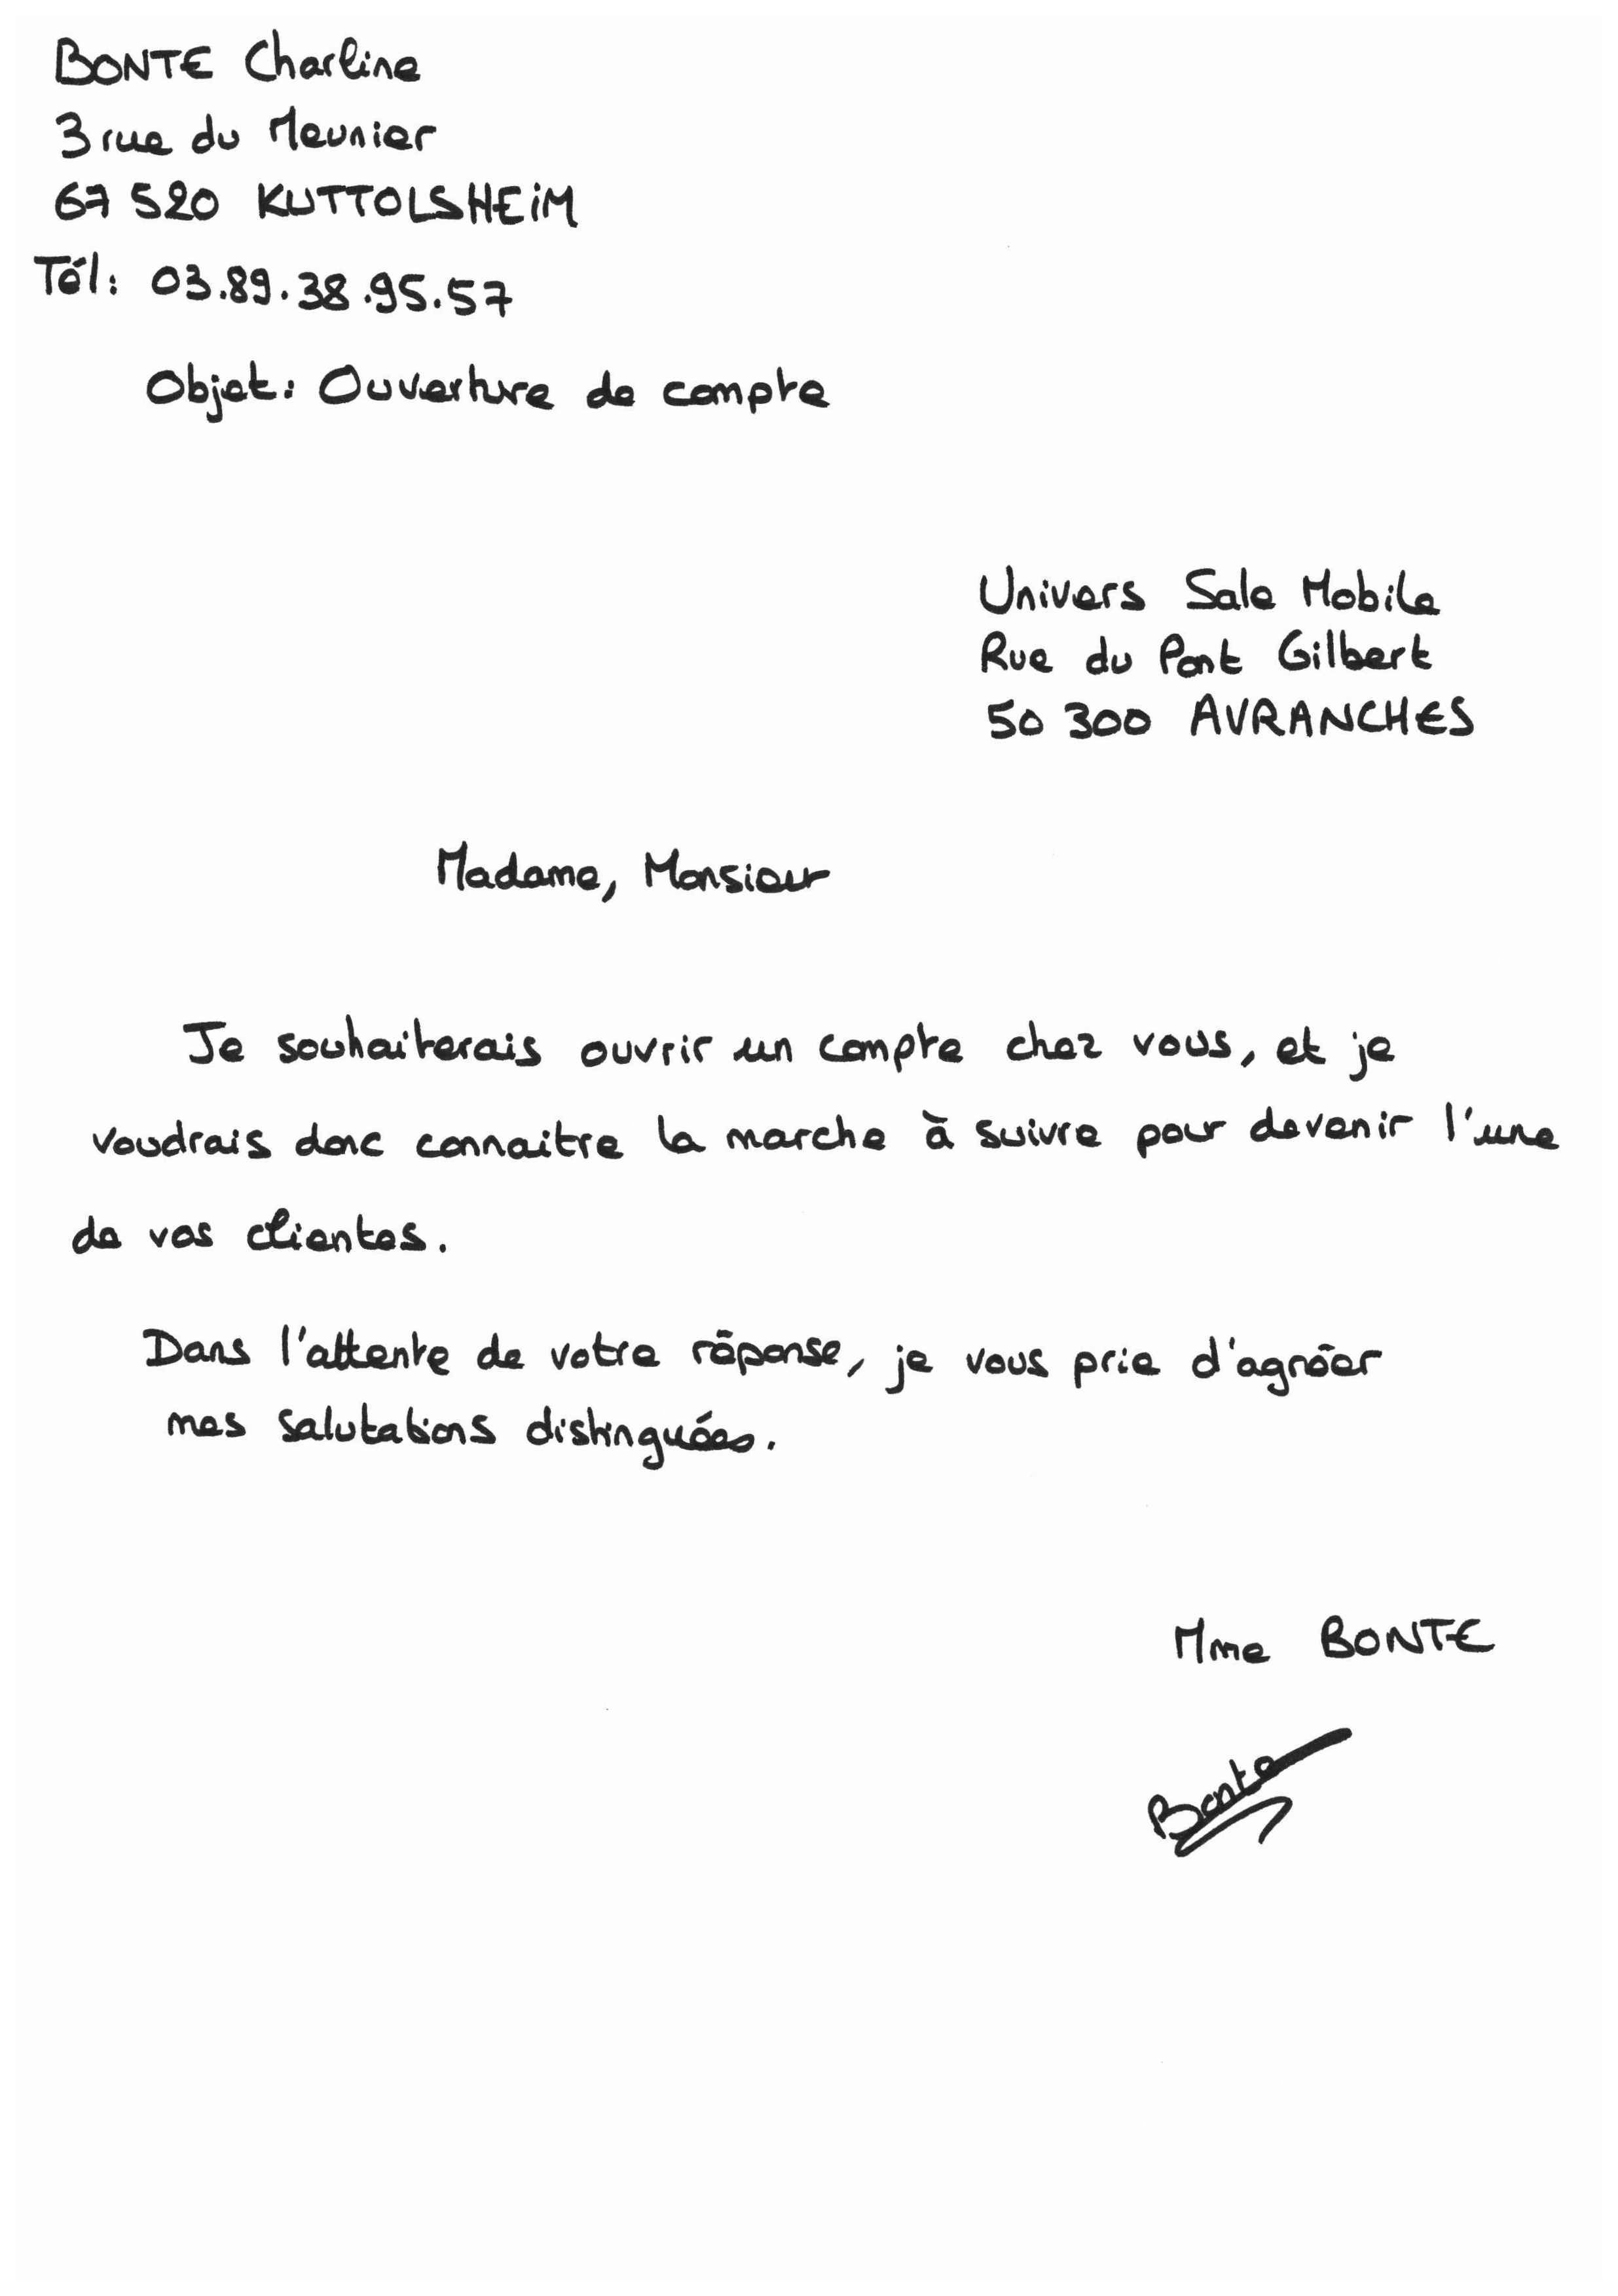 BONTE Charline
3 rue du Meunier
67 520 KUTTOLSHEiM
Tél: 03.89.38.95.57
Objet: Ouverture de compte
Univers Sale Mobile
Rue du Pont Gilbert
50 300 AVRANCHES
Madame, Monsieur
Je souhaiterais ouvrir un compte chez vous, et je
voudrais donc connaitre la marche à suivre pour devenir l'une
de vos clientes.
Dans l'attente de votre réponse, je vous prie d'agréer
mes salutations distinguées.
Mme BONTE
Bonte